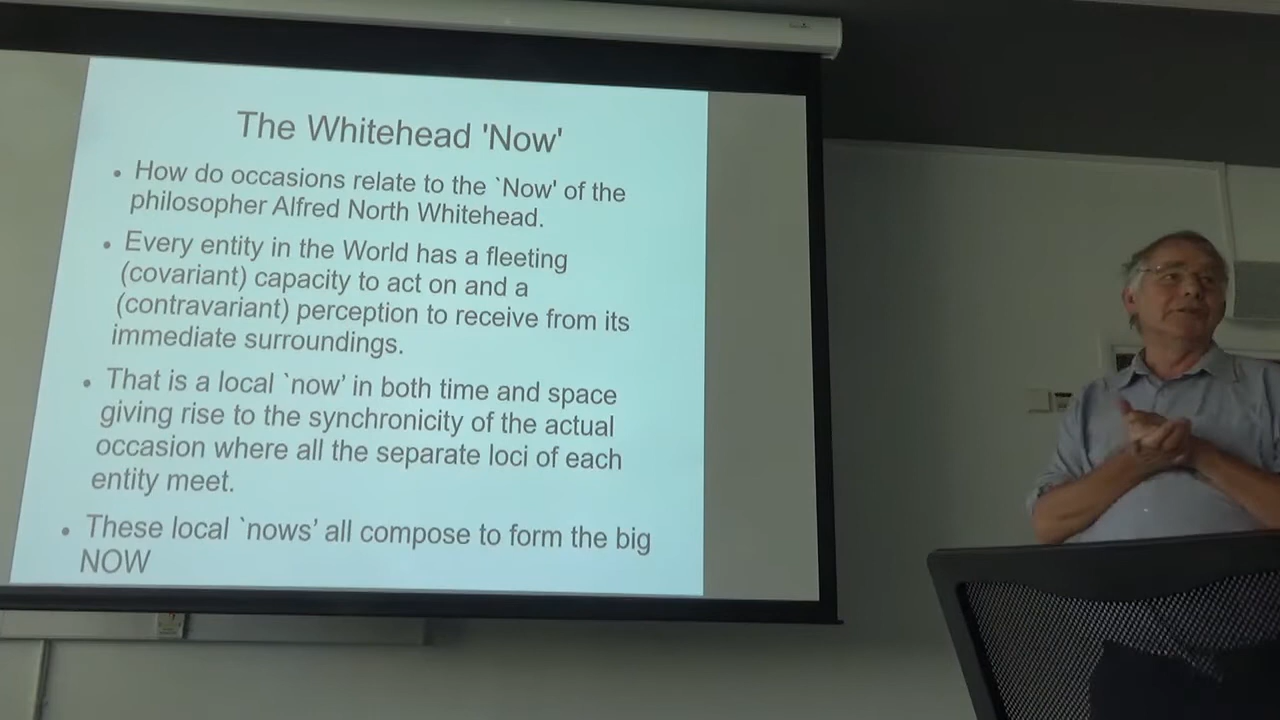 The Whitehead 'Now'
• How do occasions relate to the `Now' of the
philosopher Alfred North Whitehead.
• Every entity in the World has a fleeting
(covariant) capacity to act on and a
(contravariant) perception to receive from its
immediate surroundings.
• That is a local `now' in both time and space
giving rise to the synchronicity of the actual
occasion where all the separate loci of each
entity meet.
• These local `nows' all compose to form the big
NOW